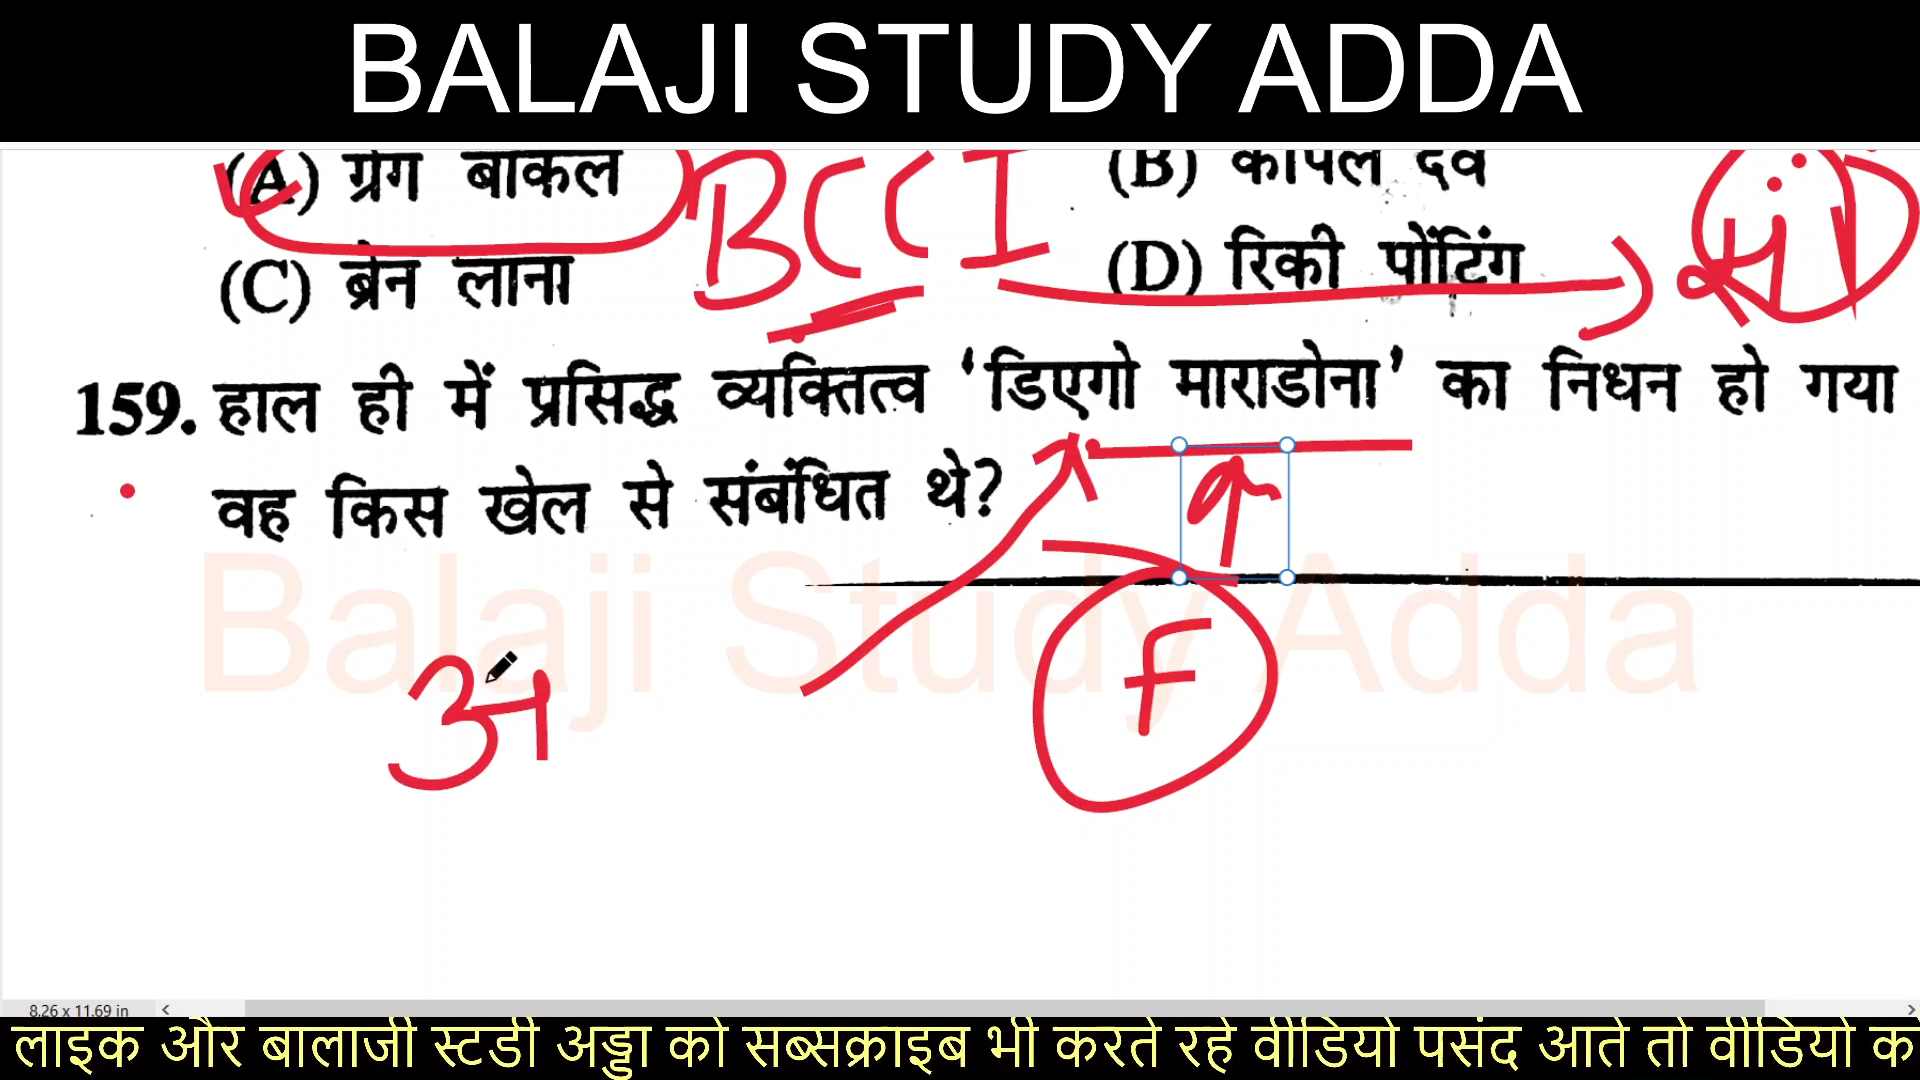 BALAJI STUDY ADDA
(A) ग्रेग बार्कले (B) कपिल देव
BCCI
(C) ब्रेन लाना (D) रिकी पोंटिंग
159. हाल ही में प्रसिद्ध व्यक्तित्व ‘डिएगो माराडोना’ का निधन हो गया
वह किस खेल से संबंधित थे?
Balaji Study Adda
F
अ
8.26 x 11.69 in
लाइक और बालाजी स्टडी अड्डा को सब्सक्राइब भी करते रहे वीडियो पसंद आते तो वीडियो क